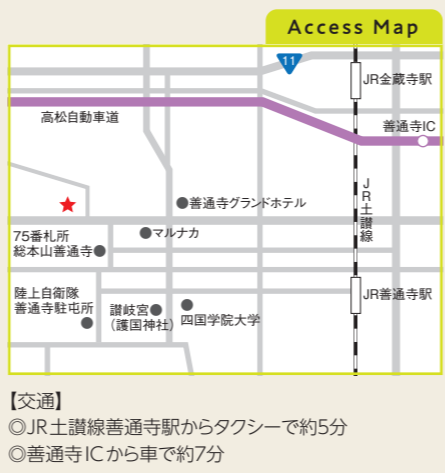 Access Map
11
JR金蔵寺駅
高松自動車道
善通寺IC
JR土讃線
善通寺グランドホテル
マルナカ
75番札所
総本山善通寺
陸上自衛隊
善通寺駐屯所
讃岐宮
(護国神社)
四国学院大学
JR善通寺駅
【交通】
◎JR土讃線善通寺駅からタクシーで約5分
◎善通寺ICから車で約7分